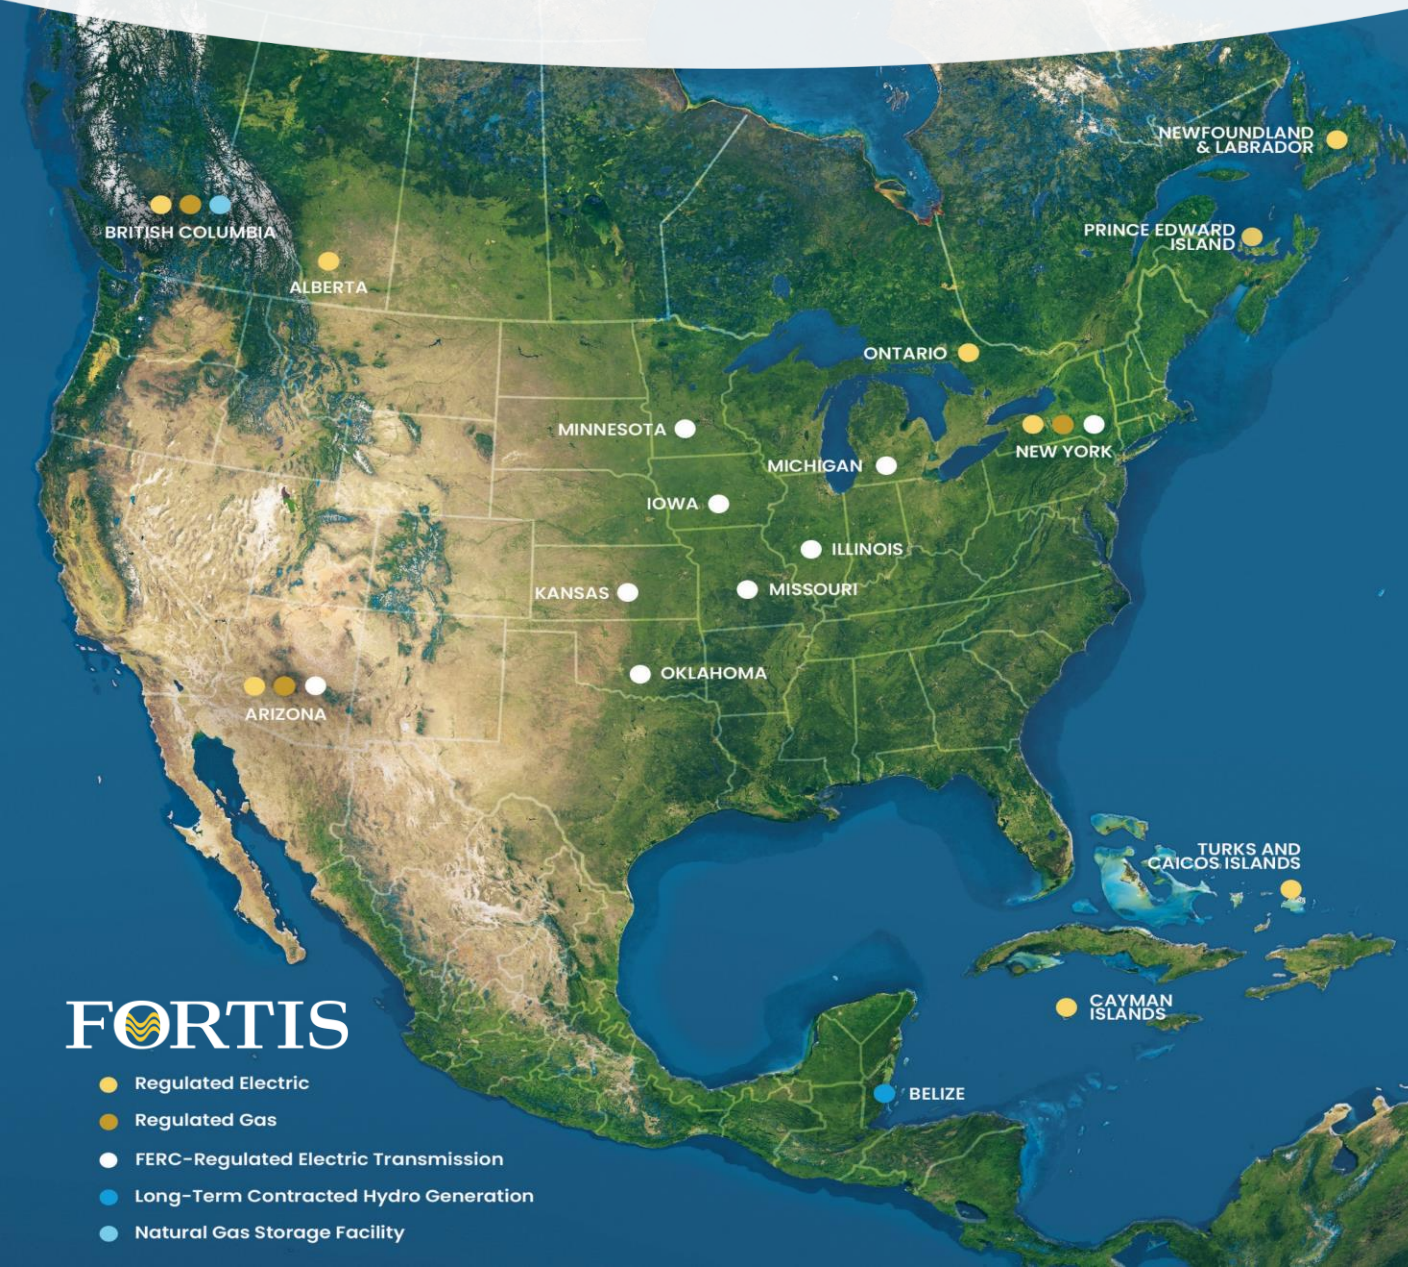 NEWFOUNDLAND
& LABRADOR
PRINCE EDWARD
ISLAND
BRITISH COLUMBIA
ALBERTA
ONTARIO
MINNESOTA
NEW YORK
MICHIGAN
IOWA
ILLINOIS
KANSAS
MISSOURI
OKLAHOMA
ARIZONA
TURKS AND
CAICOS ISLANDS
CAYMAN
ISLANDS
BELIZE
FORTIS
Regulated Electric
Regulated Gas
FERC-Regulated Electric Transmission
Long-Term Contracted Hydro Generation
Natural Gas Storage Facility